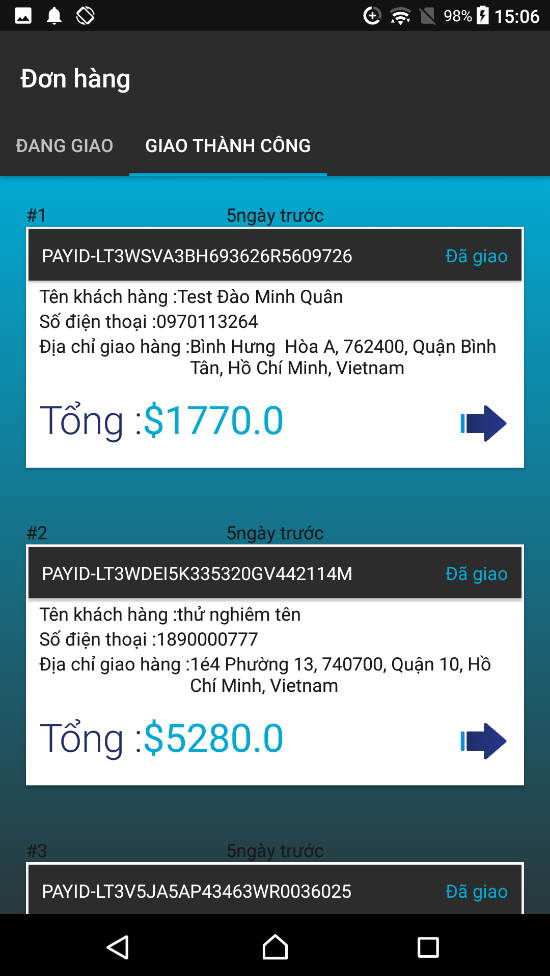 98% 15:06
Đơn hàng
ĐANG GIAO GIAO THÀNH CÔNG
#1 5ngày trước
PAYID-LT3WSVA3BH693626R5609726 Đã giao
Tên khách hàng :Test Đào Minh Quân
Số điện thoại :0970113264
Địa chỉ giao hàng :Bình Hưng  Hòa A, 762400, Quận Bình
Tân, Hồ Chí Minh, Vietnam
Tổng :$1770.0
#2 5ngày trước
PAYID-LT3WDEI5K335320GV442114M Đã giao
Tên khách hàng :thử nghiêm tên
Số điện thoại :1890000777
Địa chỉ giao hàng :1é4 Phường 13, 740700, Quận 10, Hồ
Chí Minh, Vietnam
Tổng :$5280.0
#3 5ngày trước
PAYID-LT3V5JA5AP43463WR0036025 Đã giao